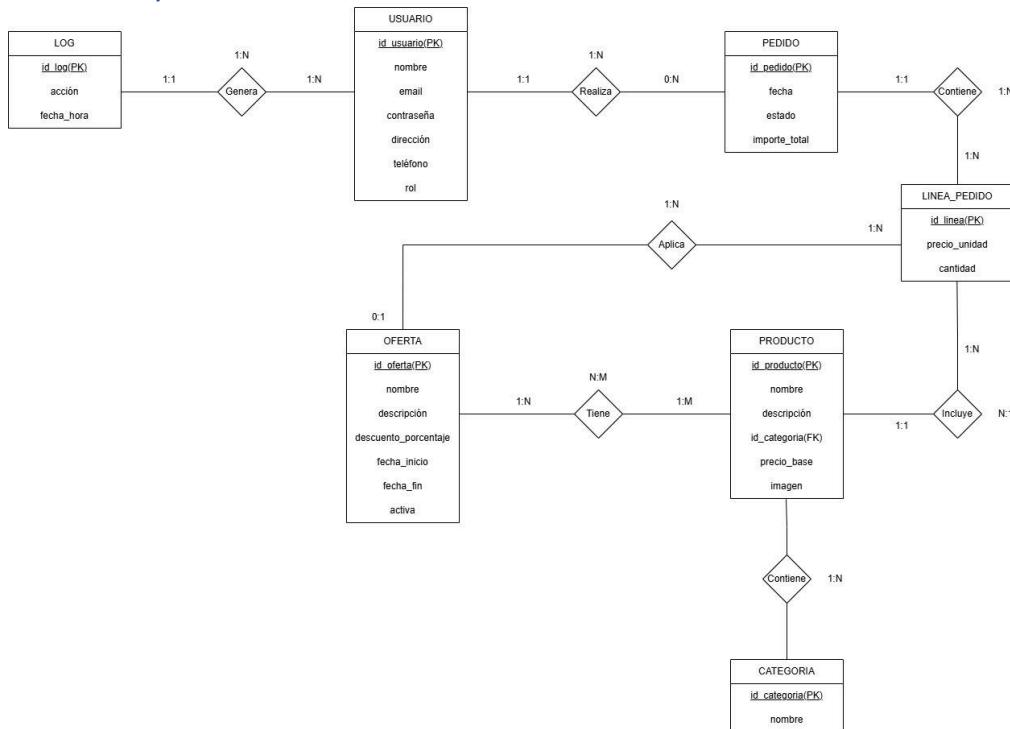 LOG
id_log(PK)
acción
fecha_hora
1:1
1:N
Genera
1:N
USUARIO
id_usuario(PK)
nombre
email
contraseña
dirección
teléfono
rol
1:1
1:N
Realiza
0:N
PEDIDO
id_pedido(PK)
fecha
estado
importe_total
1:1
Contiene
1:N
1:N
LINEA_PEDIDO
id_linea(PK)
precio_unidad
cantidad
1:N
Aplica
1:N
0:1
OFERTA
id_oferta(PK)
nombre
descripción
descuento_porcentaje
fecha_inicio
fecha_fin
activa
1:N
N:M
Tiene
1:M
PRODUCTO
id_producto(PK)
nombre
descripción
id_categoria(FK)
precio_base
imagen
1:N
1:1
Incluye
Contiene
1:N
CATEGORIA
id_categoria(PK)
nombre